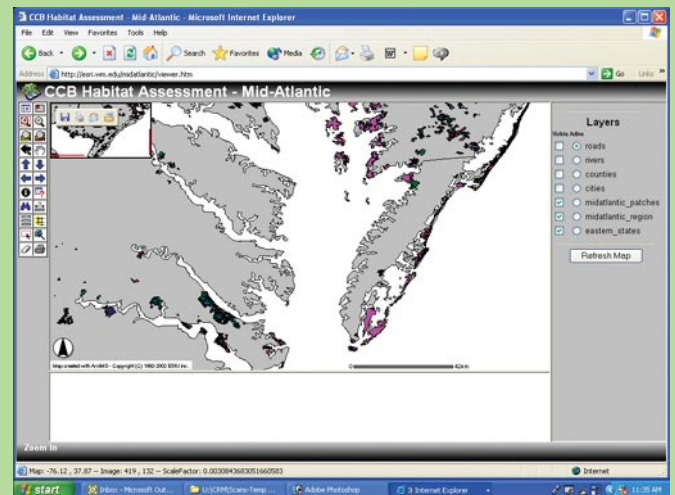 CCB Habitat Assessment - Mid-Atlantic - Microsoft Internet Explorer
File Edit View Favorites Tools Help
Back Search Favorites Media
Address http://esri.wm.edu/midatlantic/viewer.htm Go Links »
CCB Habitat Assessment - Mid-Atlantic
Layers
Visible Active
roads
rivers
counties
cities
midatlantic_patches
midatlantic_region
eastern_states
Refresh Map
Map created with ArcIMS - Copyright (C) 1992-2002 ESRI Inc.
0 42km
Zoom In
Map: -76.12 , 37.87 -- Image: 419 , 132 -- ScaleFactor: 0.0030843683051660583
Internet
start Inbox - Microsoft Out... U:\CRM\Scans-Temp ... Adobe Photoshop 3 Internet Explorer 11:35 AM